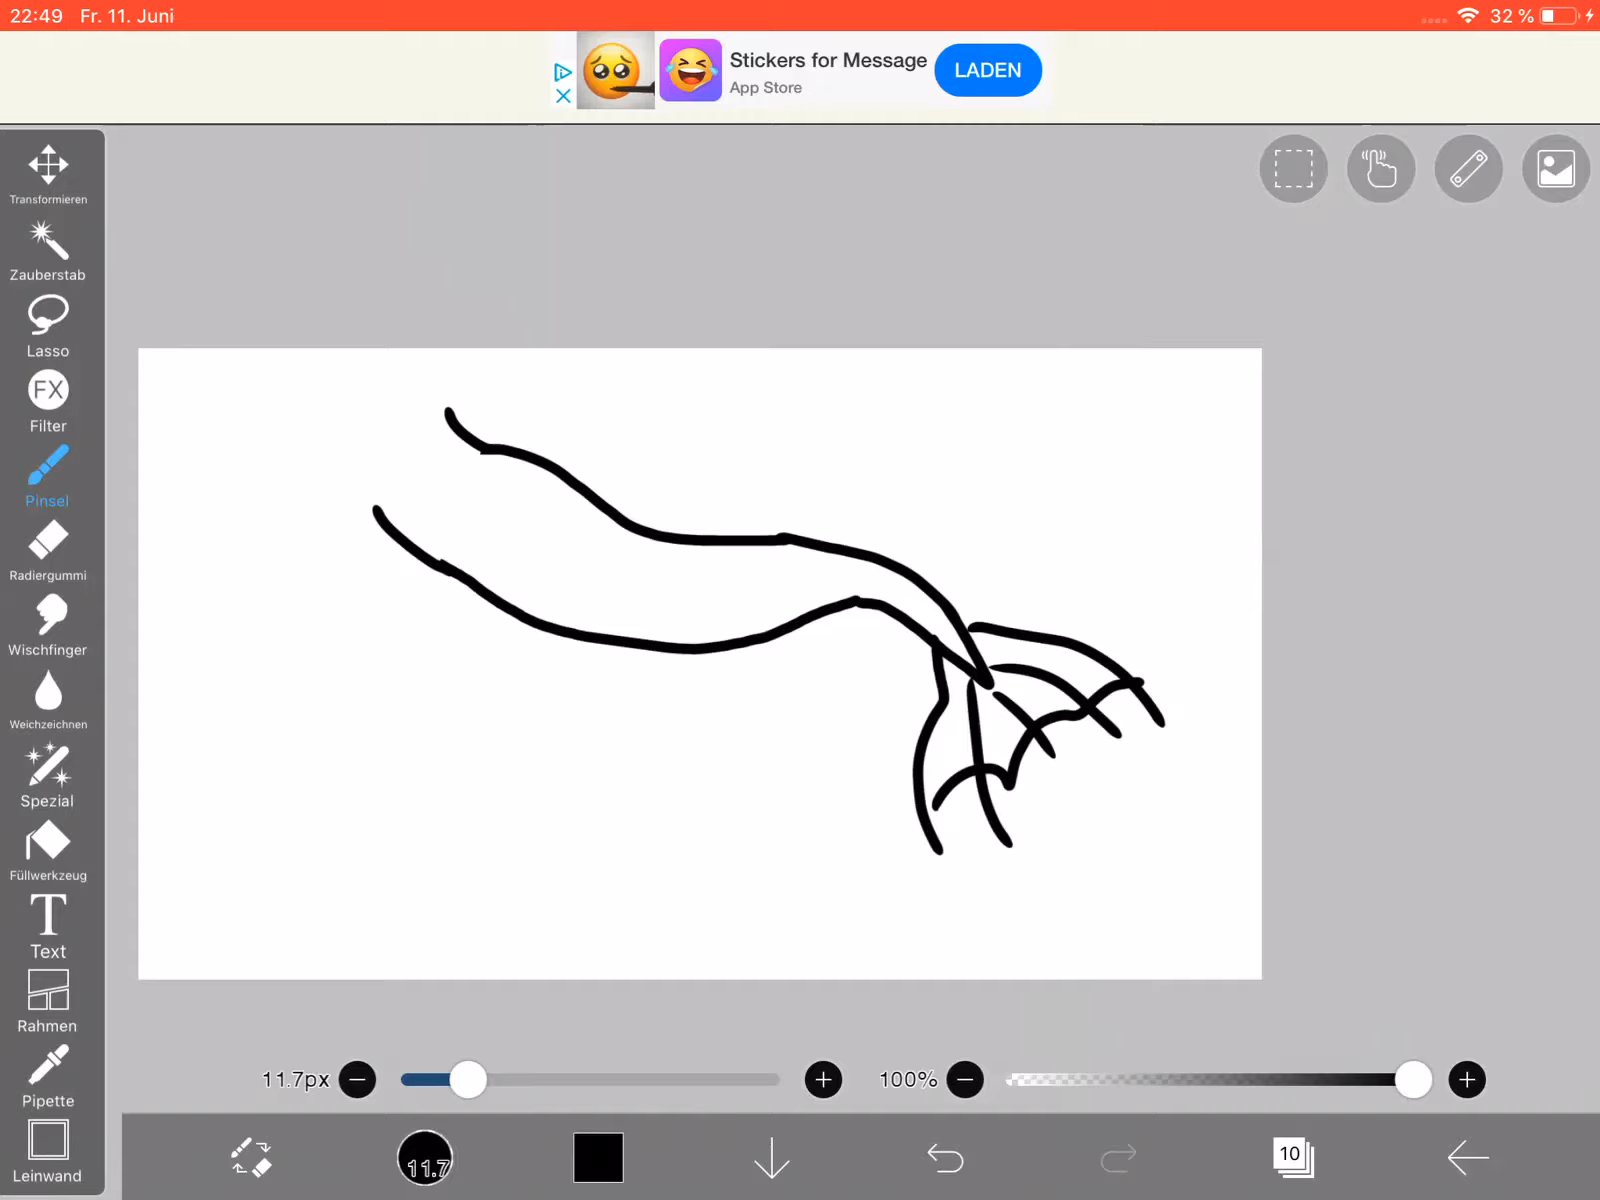 22:49 Fr. 11. Juni 32 %
Stickers for Message
App Store
LADEN
Transformieren
Zauberstab
Lasso
FX
Filter
Pinsel
Radiergummi
Wischfinger
Weichzeichnen
Spezial
Füllwerkzeug
T
Text
Rahmen
Pipette
Leinwand
11.7px 100%
11.7 10